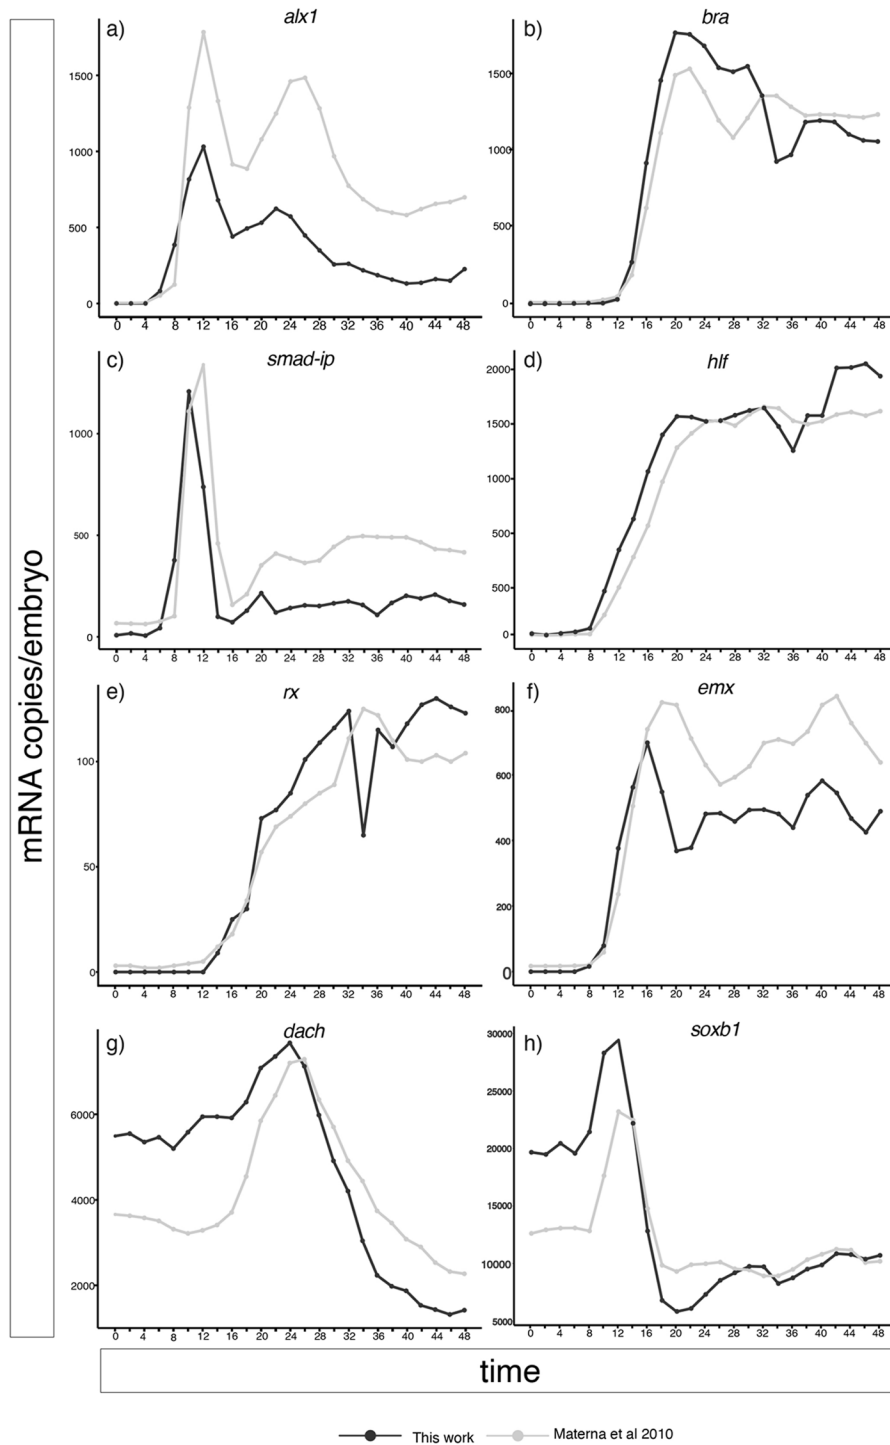 a) alx1
1500
1000
500
0
0 4 8 12 16 20 24 28 32 36 40 44 48
b) bra
1500
1000
500
0
0 4 8 12 16 20 24 28 32 36 40 44 48
c) smad-ip
1000
500
0
0 4 8 12 16 20 24 28 32 36 40 44 48
d) hlf
2000
1500
1000
500
500
0
0 4 8 12 16 20 24 28 32 36 40 44 48
mRNA copies/embryo
e) rx
100
50
0
0 4 8 12 16 20 24 28 32 36 40 44 48
f) emx
800
600
400
200
0
0 4 8 12 16 20 24 28 32 36 40 44 48
g) dach
6000
4000
2000
0 4 8 12 16 20 24 28 32 36 40 44 48
h) soxb1
30000
25000
20000
15000
10000
5000
0 4 8 12 16 20 24 28 32 36 40 44 48
time
This work Materna et al 2010